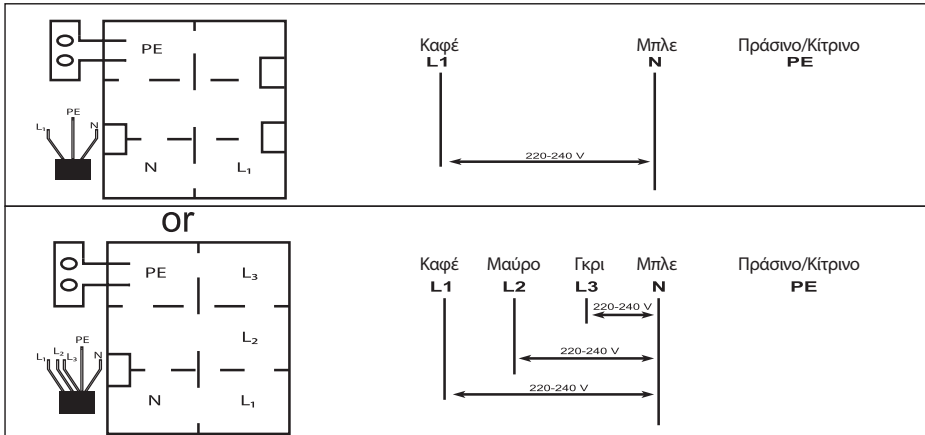 PE
L₁ PE N
N L₁
Καφέ Μπλε Πράσινο/Κίτρινο
L1 N PE
220-240 V
or
PE L₃
L₂
L₁ L₂ L₃ PE N
N L₁
Καφέ Μαύρο Γκρι Μπλε Πράσινο/Κίτρινο
L1 L2 L3 N PE
220-240 V
220-240 V
220-240 V